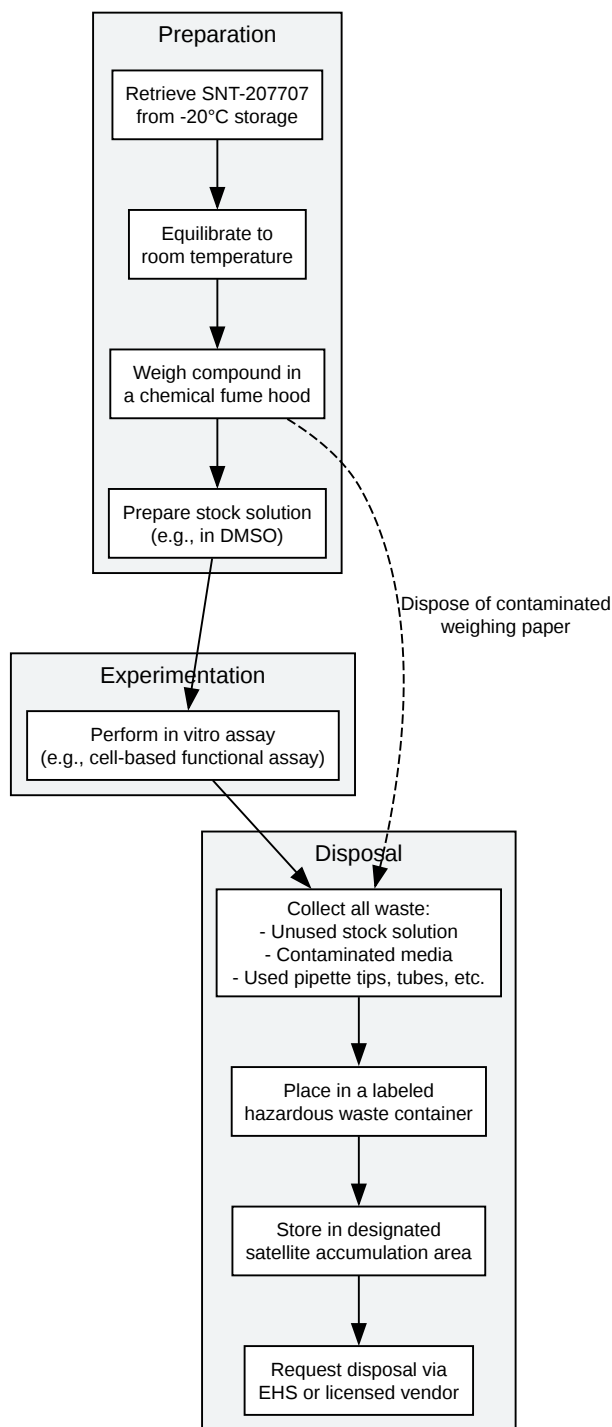 Preparation
Retrieve SNT-207707
from -20°C storage
Equilibrate to
room temperature
Weigh compound in
a chemical fume hood
Prepare stock solution
(e.g., in DMSO)
Dispose of contaminated
weighing paper
Experimentation
Perform in vitro assay
(e.g., cell-based functional assay)
Disposal
Collect all waste:
- Unused stock solution
- Contaminated media
- Used pipette tips, tubes, etc.
Place in a labeled
hazardous waste container
Store in designated
satellite accumulation area
Request disposal via
EHS or licensed vendor